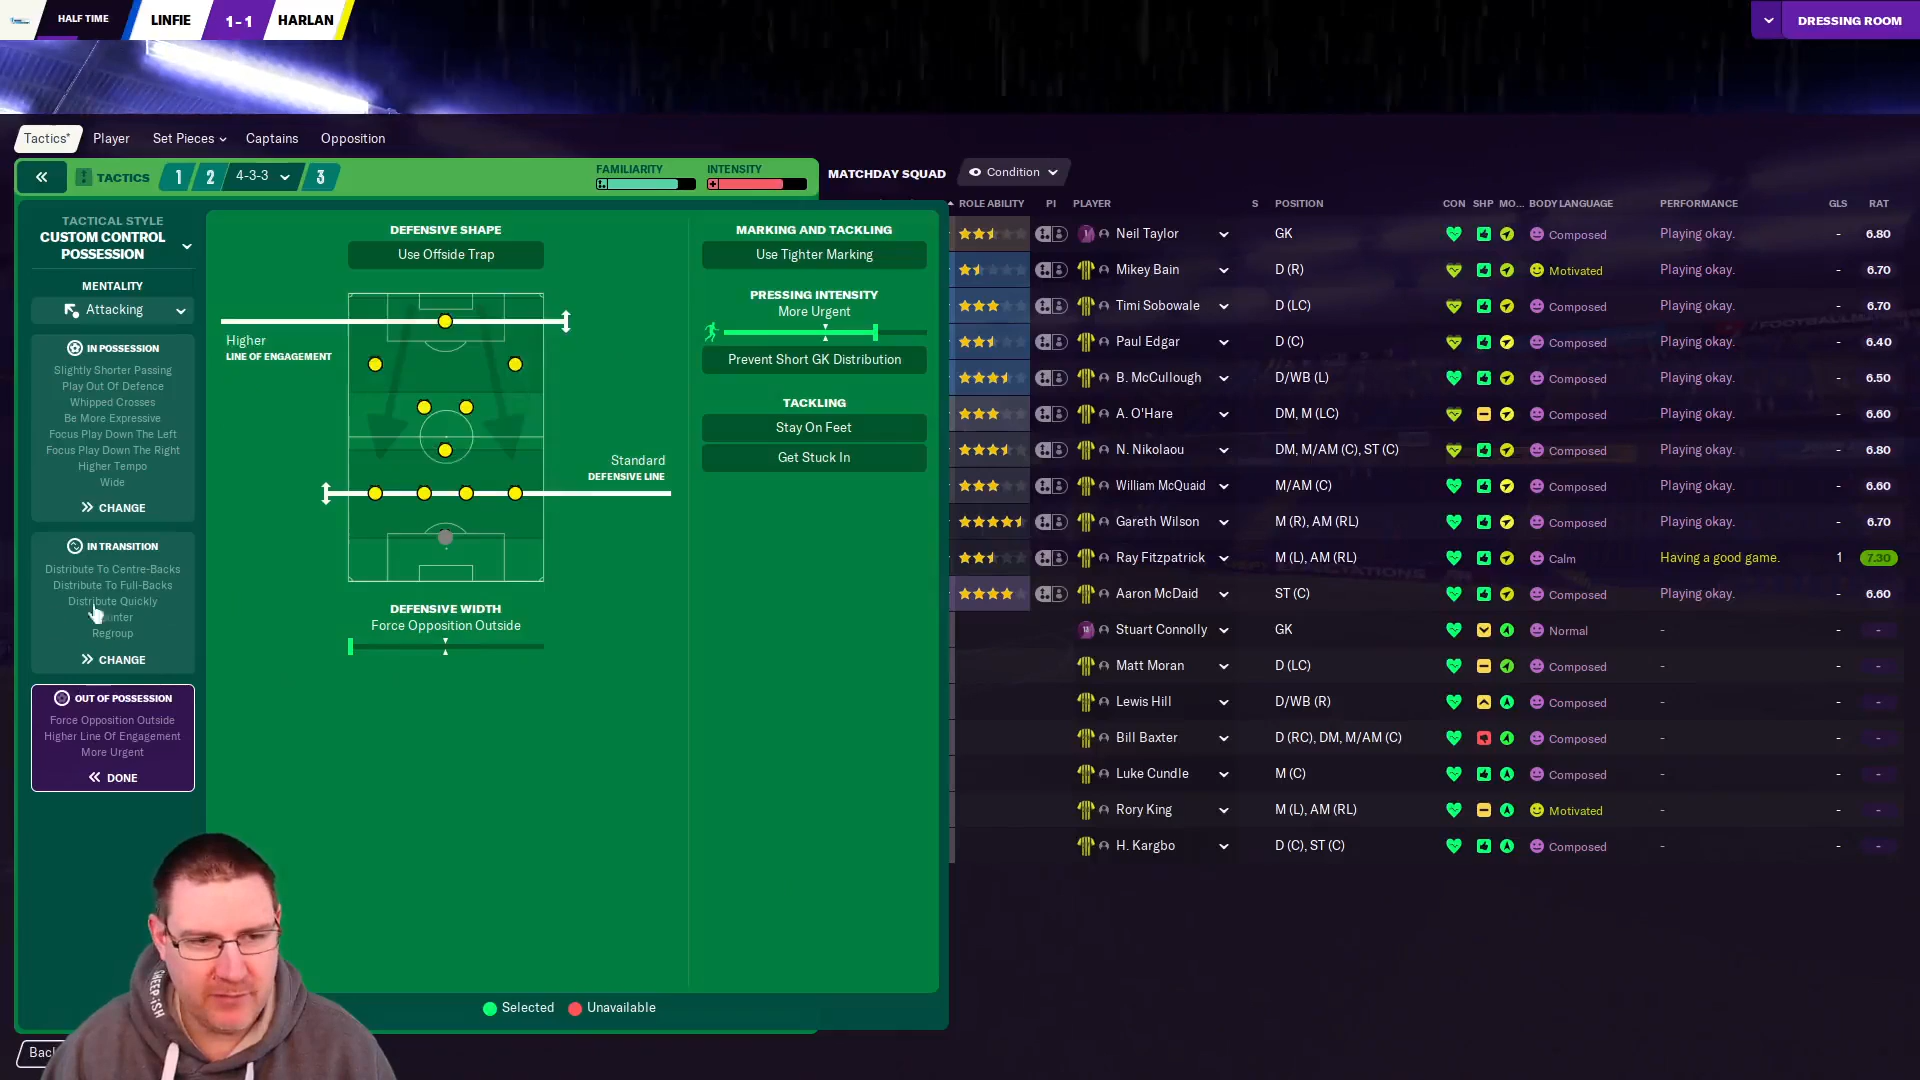 HALF TIME
LINFIE
1 - 1
HARLAN
DRESSING ROOM
Tactics*
Player
Set Pieces
Captains
Opposition
TACTICS
1
2
4-3-3
3
FAMILIARITY
INTENSITY
MATCHDAY SQUAD
Condition
TACTICAL STYLE
CUSTOM CONTROL
POSSESSION
MENTALITY
Attacking
IN POSSESSION
Slightly Shorter Passing
Play Out Of Defence
Whipped Crosses
Be More Expressive
Focus Play Down The Left
Focus Play Down The Right
Higher Tempo
Wide
CHANGE
IN TRANSITION
Distribute To Centre-Backs
Distribute To Full-Backs
Distribute Quickly
Regroup
CHANGE
OUT OF POSSESSION
Force Opposition Outside
Higher Line Of Engagement
More Urgent
DONE
DEFENSIVE SHAPE
Use Offside Trap
Higher
LINE OF ENGAGEMENT
Standard
DEFENSIVE LINE
DEFENSIVE WIDTH
Force Opposition Outside
MARKING AND TACKLING
Use Tighter Marking
PRESSING INTENSITY
More Urgent
Prevent Short GK Distribution
TACKLING
Stay On Feet
Get Stuck In
Selected
Unavailable
ROLE ABILITY PI PLAYER S POSITION CON SHP MO... BODY LANGUAGE PERFORMANCE GLS RAT
Neil Taylor GK Composed Playing okay. - 6.80
Mikey Bain D (R) Motivated Playing okay. - 6.70
Timi Sobowale D (LC) Composed Playing okay. - 6.70
Paul Edgar D (C) Composed Playing okay. - 6.40
B. McCullough D/WB (L) Composed Playing okay. - 6.50
A. O'Hare DM, M (LC) Composed Playing okay. - 6.60
N. Nikolaou DM, M/AM (C), ST (C) Composed Playing okay. - 6.80
William McQuaid M/AM (C) Composed Playing okay. - 6.60
Gareth Wilson M (R), AM (RL) Composed Playing okay. - 6.70
Ray Fitzpatrick M (L), AM (RL) Calm Having a good game. 1 7.30
Aaron McDaid ST (C) Composed Playing okay. - 6.60
Stuart Connolly GK Normal - - -
Matt Moran D (LC) Composed - - -
Lewis Hill D/WB (R) Composed - - -
Bill Baxter D (RC), DM, M/AM (C) Composed - - -
Luke Cundle M (C) Composed - - -
Rory King M (L), AM (RL) Motivated - - -
H. Kargbo D (C), ST (C) Composed - - -
CHEEP-ISH